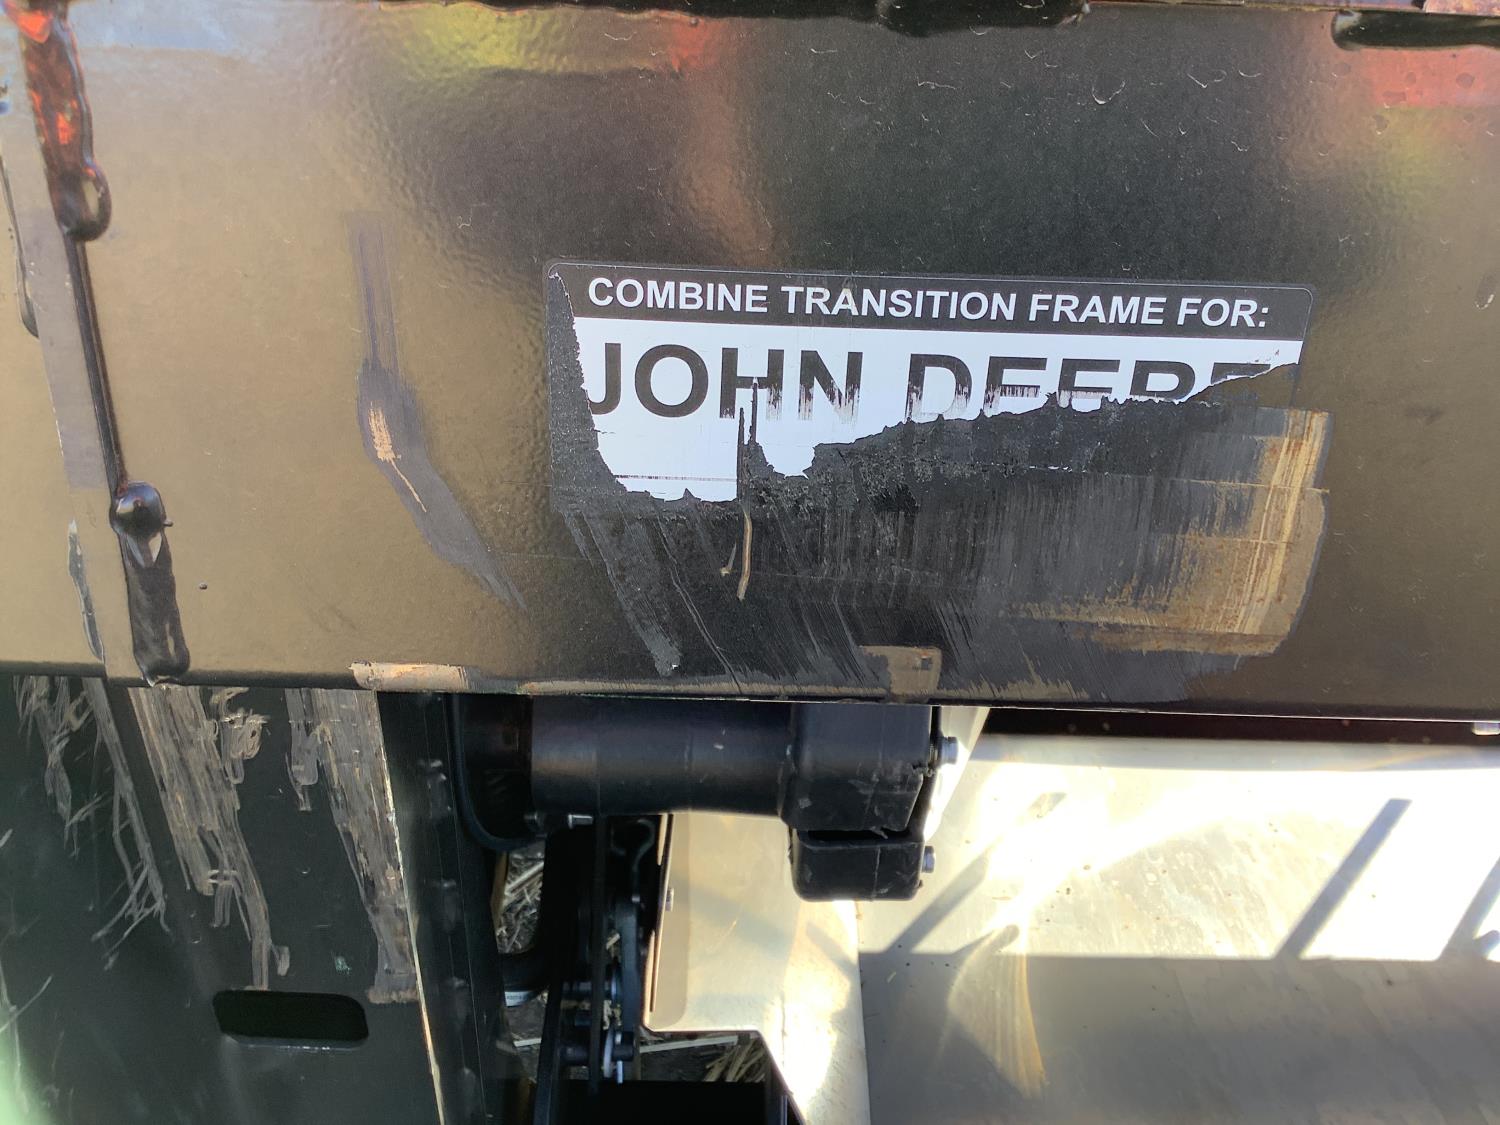 COMBINE TRANSITION FRAME FOR:
JOHN DEERE